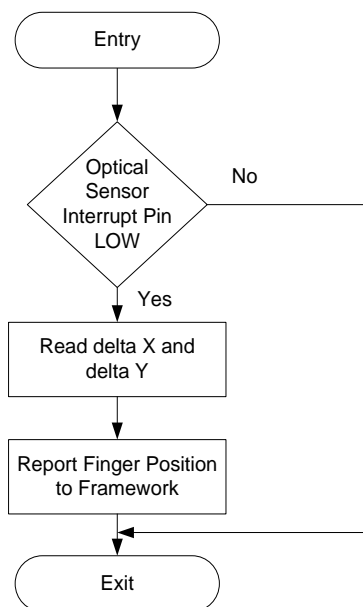 Entry
Optical
Sensor
Interrupt Pin
LOW
No
Yes
Read delta X and
delta Y
Report Finger Position
to Framework
Exit